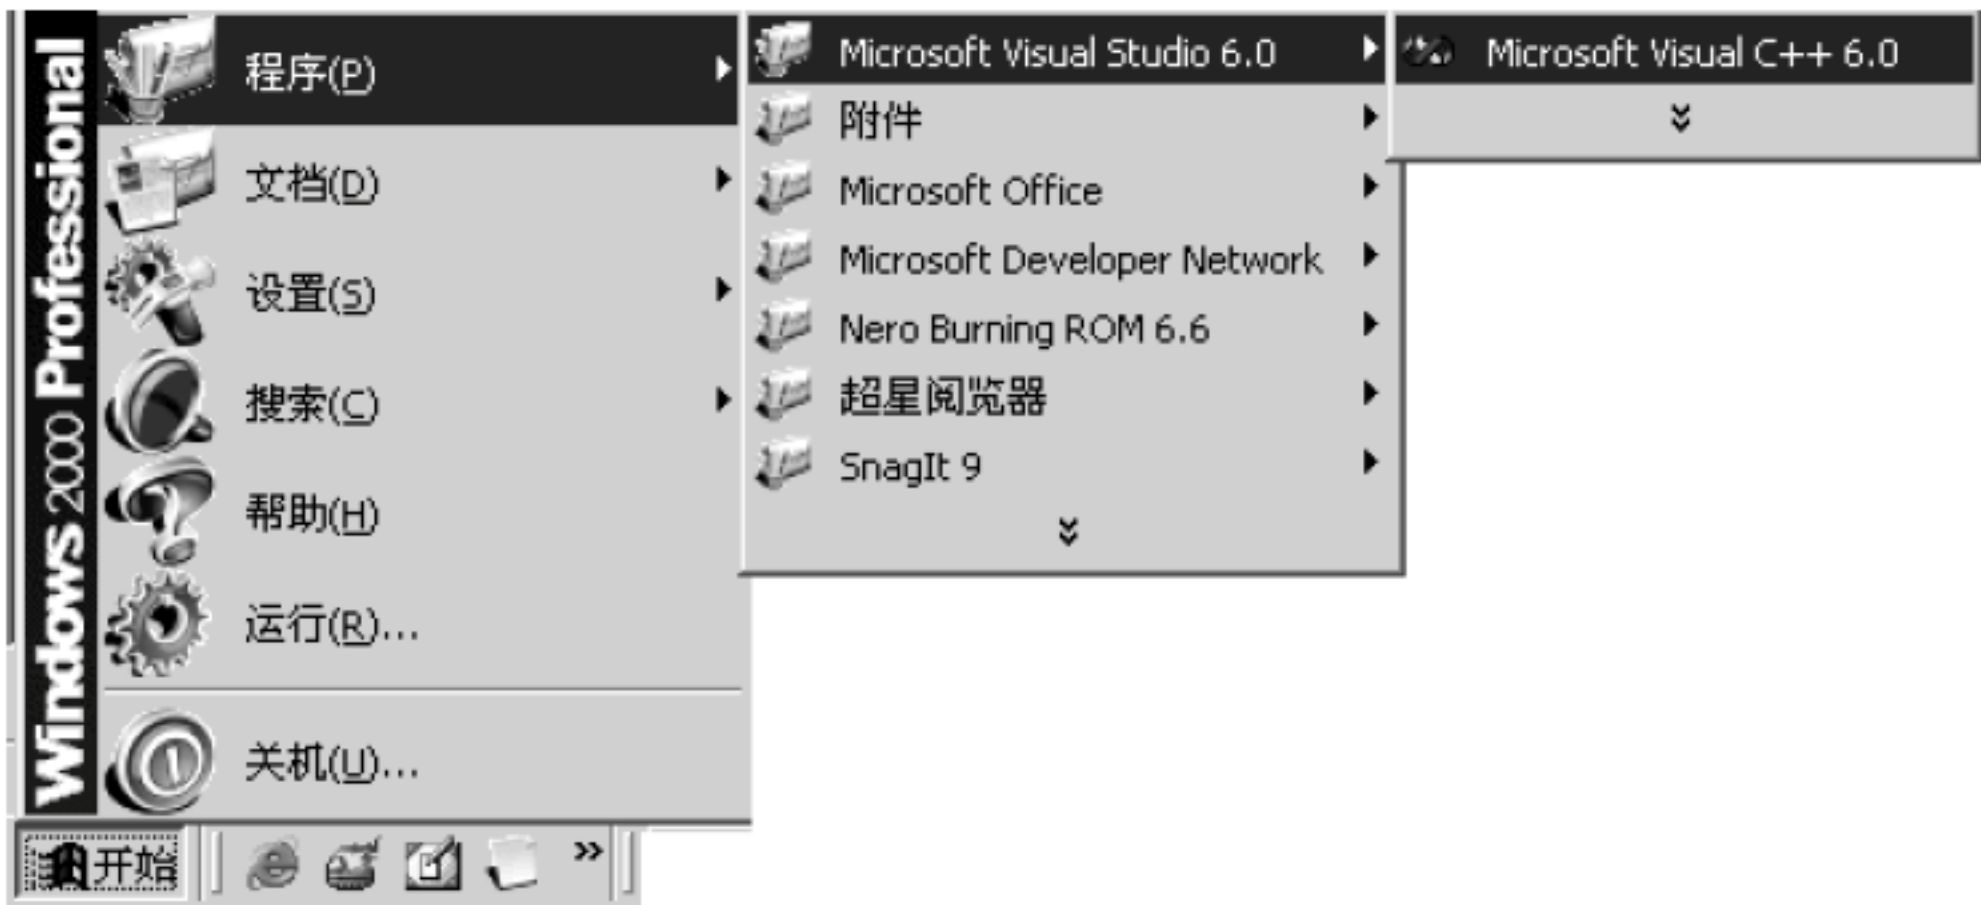 Windows 2000 Professional
程序(P)
文档(D)
设置(S)
搜索(C)
帮助(H)
运行(R)...
关机(U)...
开始
Microsoft Visual Studio 6.0
附件
Microsoft Office
Microsoft Developer Network
Nero Burning ROM 6.6
超星阅览器
SnagIt 9
Microsoft Visual C++ 6.0